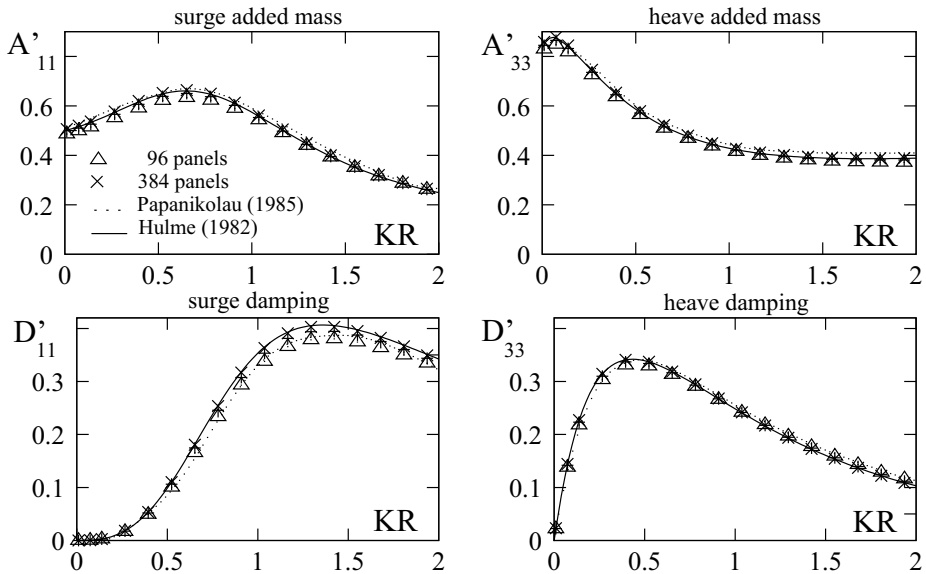 surge added mass
A’11
0.6
0.4
0.2
0
96 panels
384 panels
Papanikolau (1985)
Hulme (1982)
KR
0 0.5 1 1.5 2
heave added mass
A’33
0.6
0.4
0.2
0
KR
0 0.5 1 1.5 2
surge damping
D’11
0.3
0.2
0.1
0
KR
0 0.5 1 1.5 2
heave damping
D’33
0.3
0.2
0.1
0
KR
0 0.5 1 1.5 2